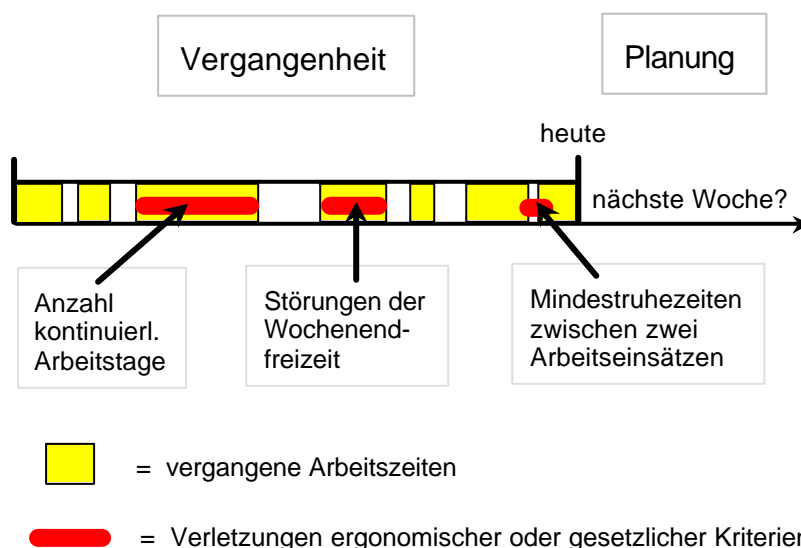 Vergangenheit
Planung
heute
nächste Woche?
Anzahl
kontinuierl.
Arbeitstage
Störungen der
Wochenend-
freizeit
Mindestruhezeiten
zwischen zwei
Arbeitseinsätzen
= vergangene Arbeitszeiten
= Verletzungen ergonomischer oder gesetzlicher Kriterien